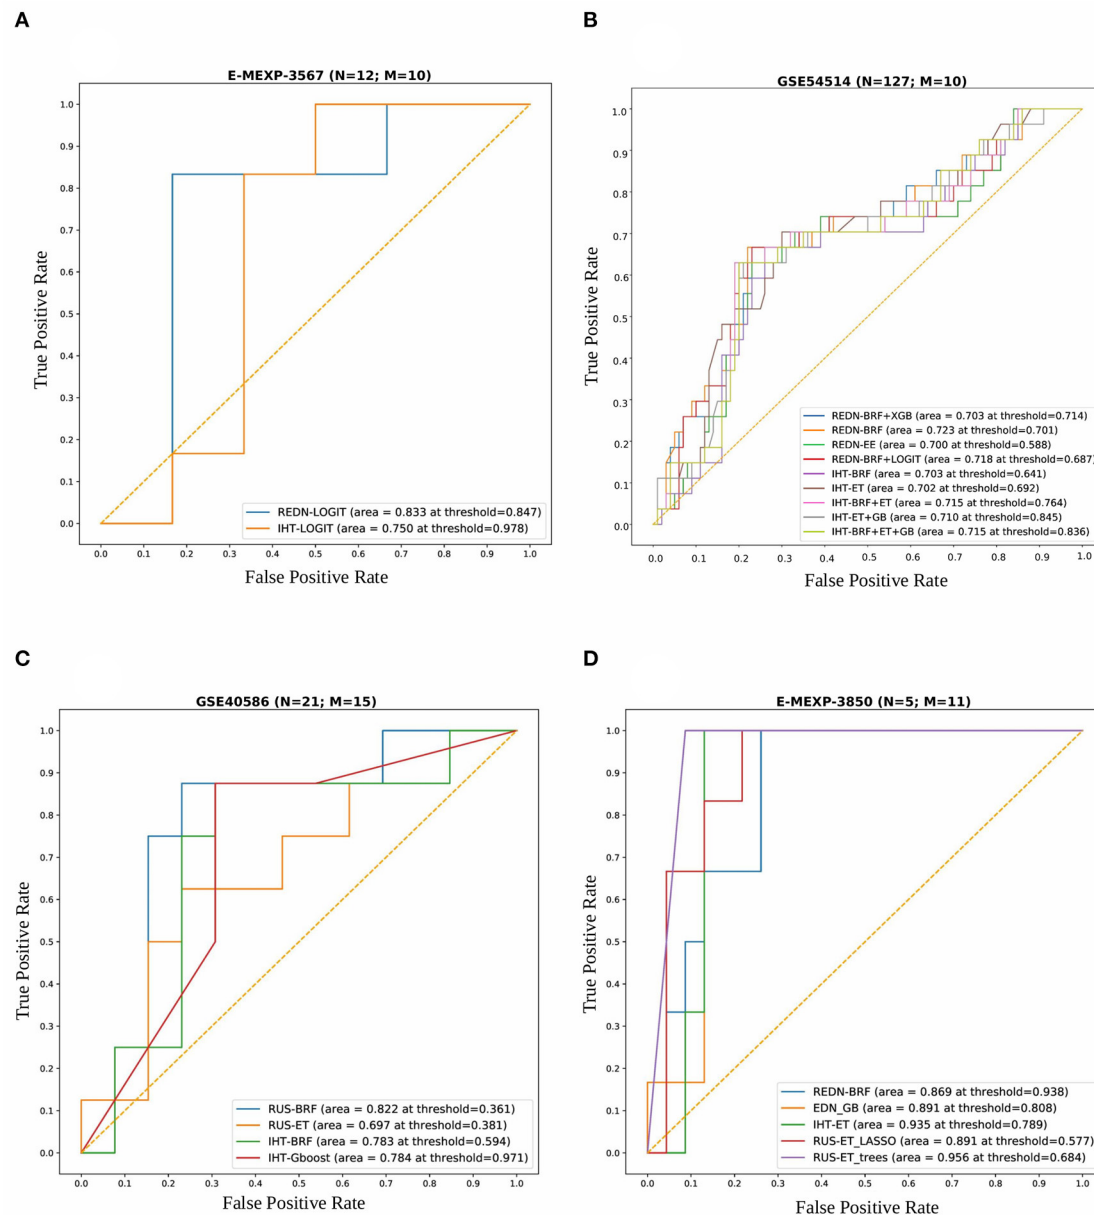 A
E-MEXP-3567 (N=12; M=10)
1.0
0.9
0.8
0.7
0.6
0.5
0.4
0.3
0.2
0.1
0.0
True Positive Rate
REDN-LOGIT (area = 0.833 at threshold=0.847)
IHT-LOGIT (area = 0.750 at threshold=0.978)
0.0 0.1 0.2 0.3 0.4 0.5 0.6 0.7 0.8 0.9 1.0
False Positive Rate
B
GSE54514 (N=127; M=10)
1.0
0.9
0.8
0.7
0.6
0.5
0.4
0.3
0.2
0.1
0.0
True Positive Rate
REDN-BRF+XGB (area = 0.703 at threshold=0.714)
REDN-BRF (area = 0.723 at threshold=0.701)
REDN-EE (area = 0.700 at threshold=0.588)
REDN-BRF+LOGIT (area = 0.718 at threshold=0.687)
IHT-BRF (area = 0.703 at threshold=0.641)
IHT-ET (area = 0.702 at threshold=0.692)
IHT-BRF+ET (area = 0.715 at threshold=0.764)
IHT-ET+GB (area = 0.710 at threshold=0.845)
IHT-BRF+ET+GB (area = 0.715 at threshold=0.836)
0.0 0.1 0.2 0.3 0.4 0.5 0.6 0.7 0.8 0.9 1.0
False Positive Rate
C
GSE40586 (N=21; M=15)
1.0
0.9
0.8
0.7
0.6
0.5
0.4
0.3
0.2
0.1
0.0
True Positive Rate
RUS-BRF (area = 0.822 at threshold=0.361)
RUS-ET (area = 0.697 at threshold=0.381)
IHT-BRF (area = 0.783 at threshold=0.594)
IHT-Gboost (area = 0.784 at threshold=0.971)
0.0 0.1 0.2 0.3 0.4 0.5 0.6 0.7 0.8 0.9 1.0
False Positive Rate
D
E-MEXP-3850 (N=5; M=11)
1.0
0.9
0.8
0.7
0.6
0.5
0.4
0.3
0.2
0.1
0.0
True Positive Rate
REDN-BRF (area = 0.869 at threshold=0.938)
EDN_GB (area = 0.891 at threshold=0.808)
IHT-ET (area = 0.935 at threshold=0.789)
RUS-ET_LASSO (area = 0.891 at threshold=0.577)
RUS-ET_trees (area = 0.956 at threshold=0.684)
0.0 0.1 0.2 0.3 0.4 0.5 0.6 0.7 0.8 0.9 1.0
False Positive Rate